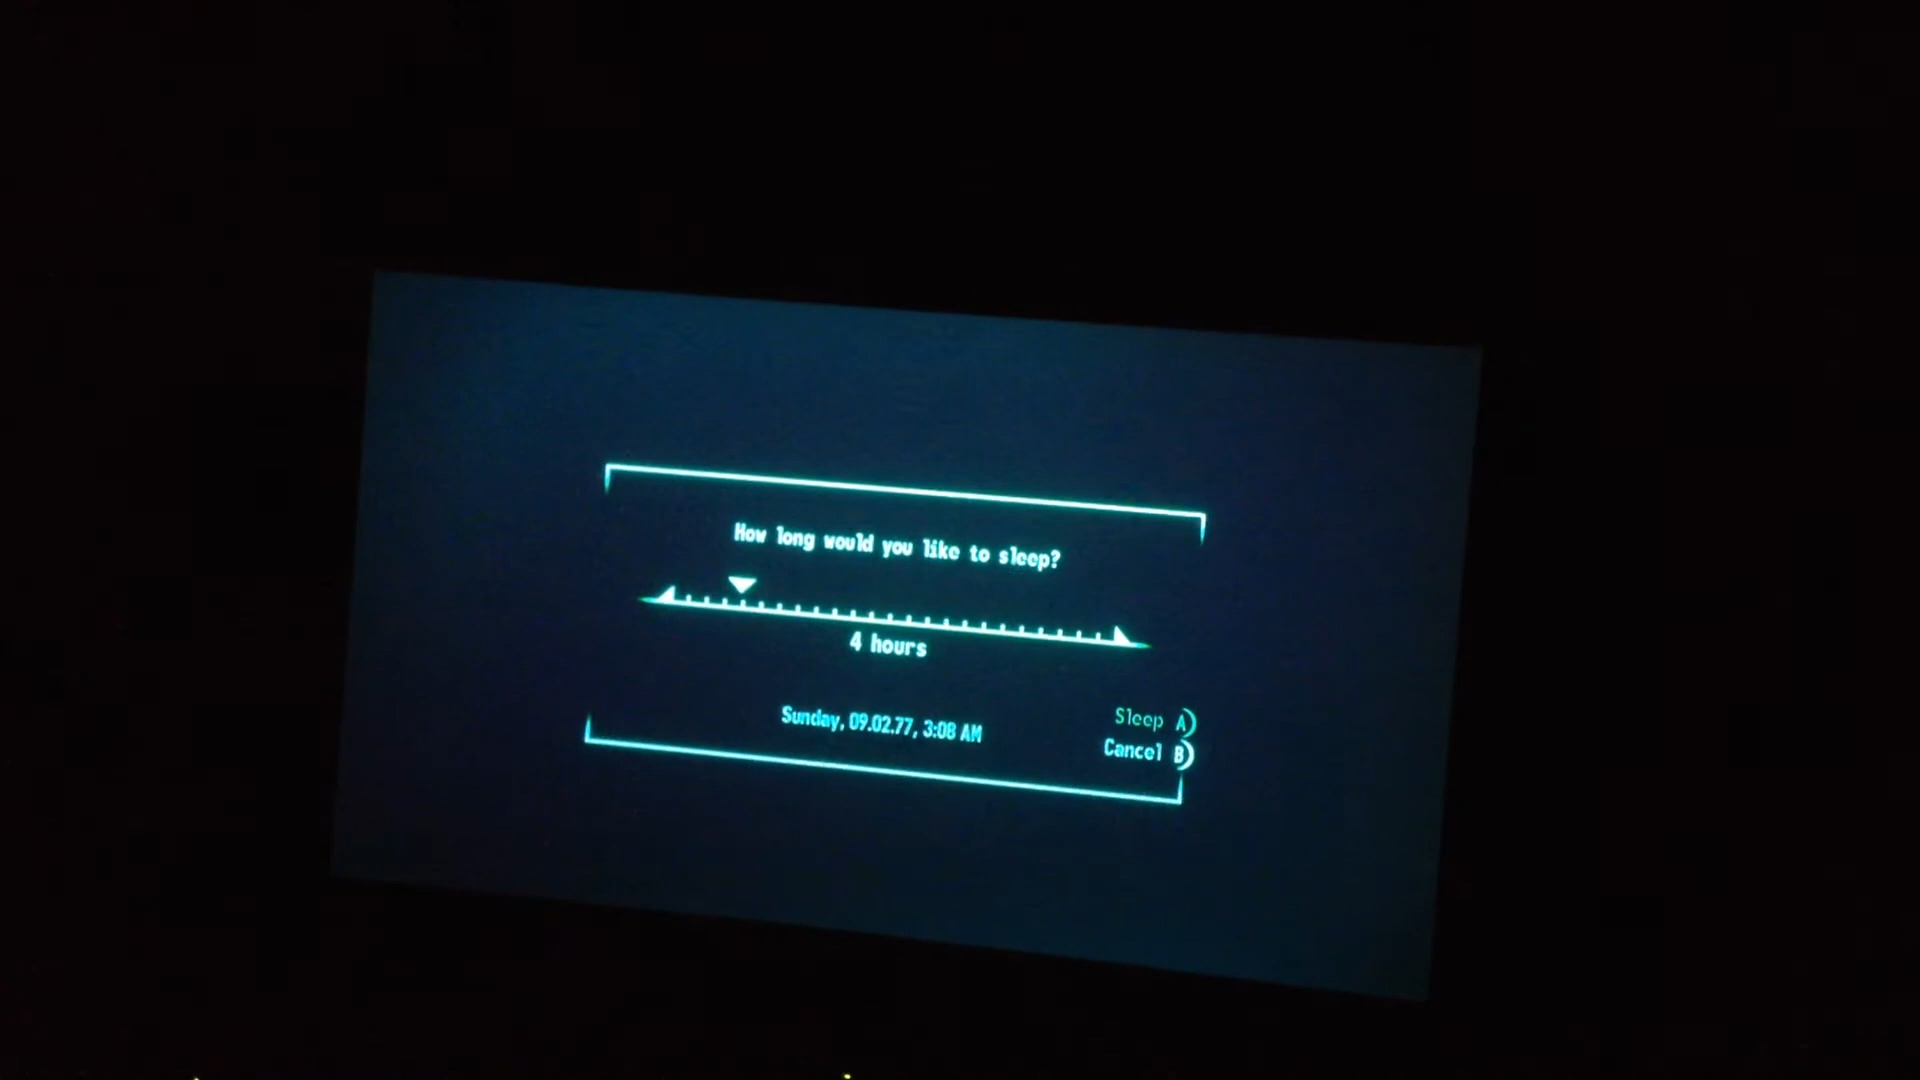 How long would you like to sleep?
4 hours
Sunday, 09.02.77, 3:08 AM
Sleep A)
Cancel B)